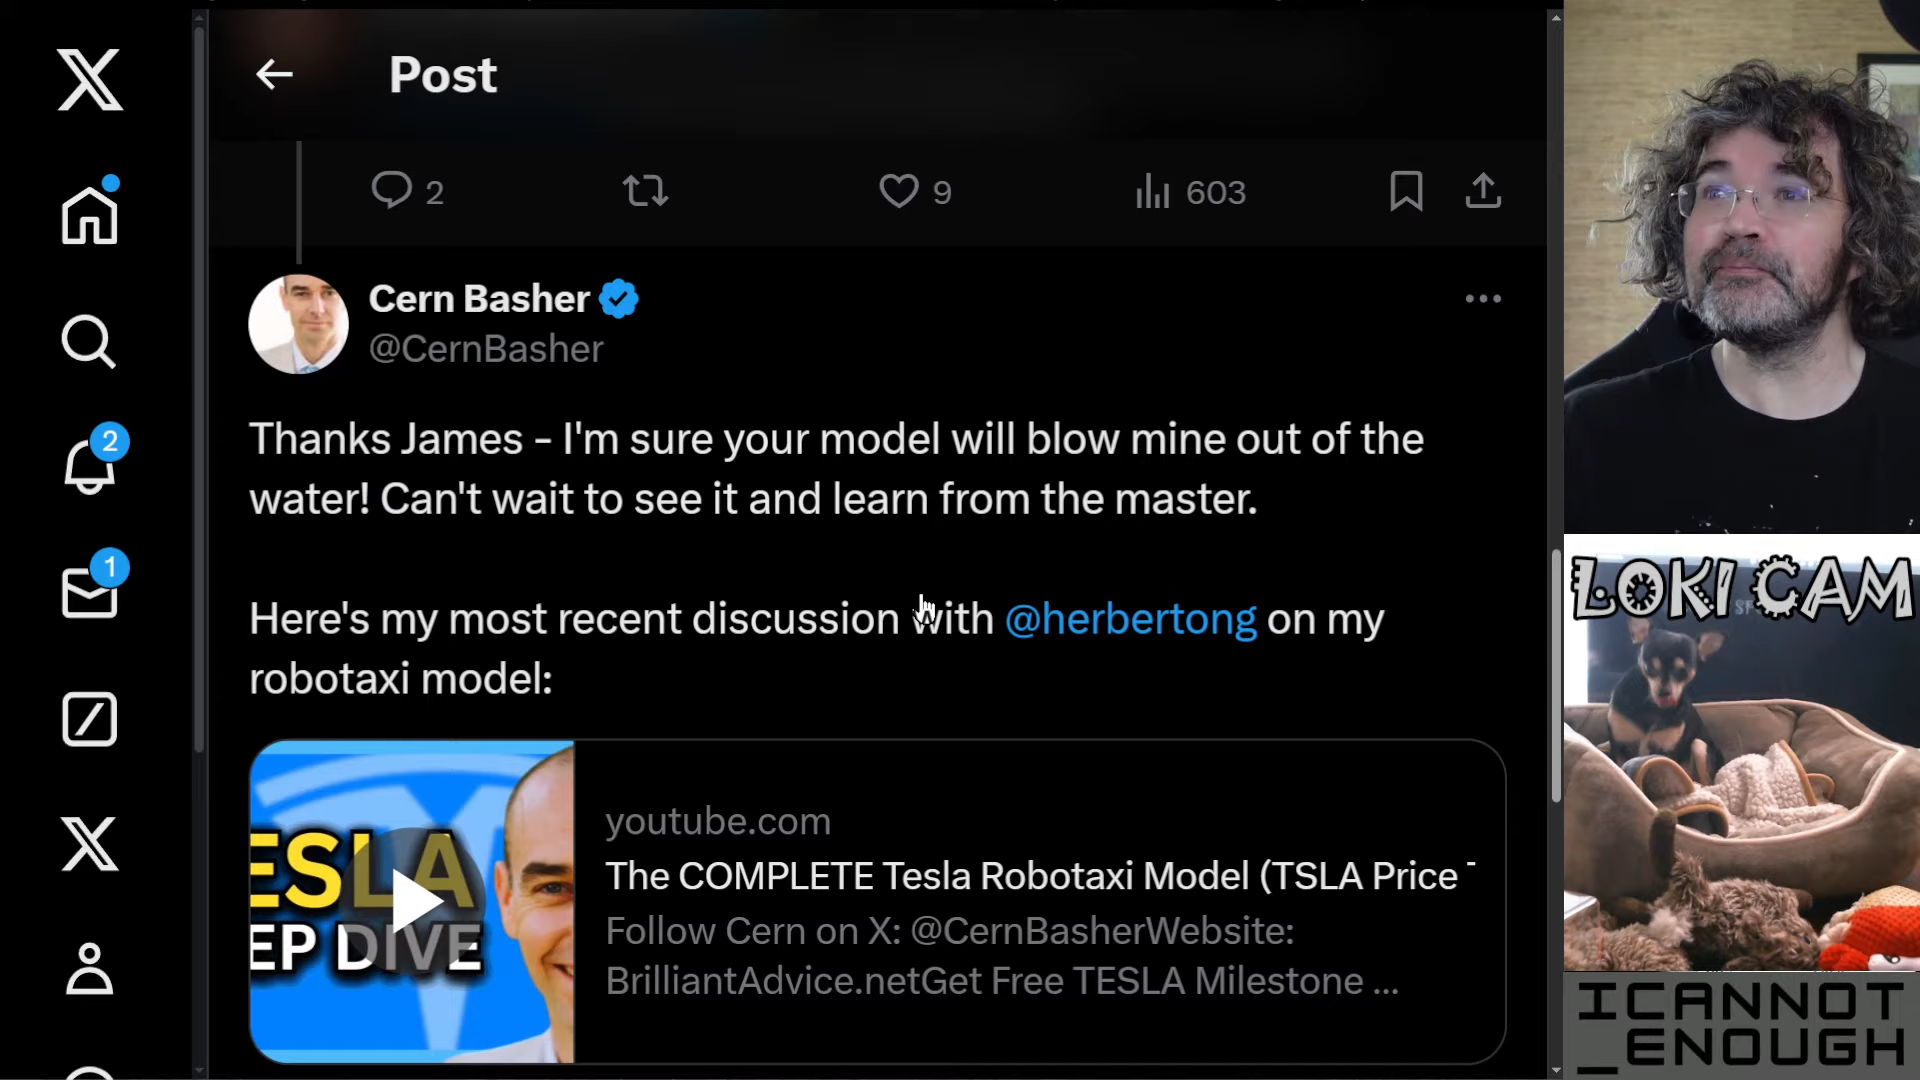 Post
2
9
603
Cern Basher
@CernBasher
Thanks James - I'm sure your model will blow mine out of the
water! Can't wait to see it and learn from the master.
Here's my most recent discussion with @herbertong on my
robotaxi model:
ESLA
EP DIVE
youtube.com
The COMPLETE Tesla Robotaxi Model (TSLA Price
Follow Cern on X: @CernBasherWebsite:
BrilliantAdvice.netGet Free TESLA Milestone ...
2
1
LOKI CAM
ICANNOT
_ENOUGH